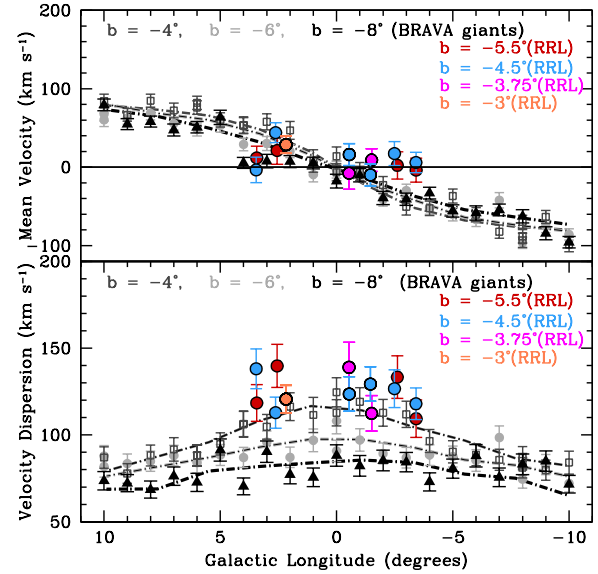 200
b = −4°, b = −6°, b = −8° (BRAVA giants)
b = −5.5°(RRL)
b = −4.5°(RRL)
b = −3.75°(RRL)
b = −3°(RRL)
100
0
−100
Mean Velocity (km s⁻¹)
200
b = −4°, b = −6°, b = −8° (BRAVA giants)
b = −5.5°(RRL)
b = −4.5°(RRL)
b = −3.75°(RRL)
b = −3°(RRL)
150
100
50
Velocity Dispersion (km s⁻¹)
10 5 0 −5 −10
Galactic Longitude (degrees)